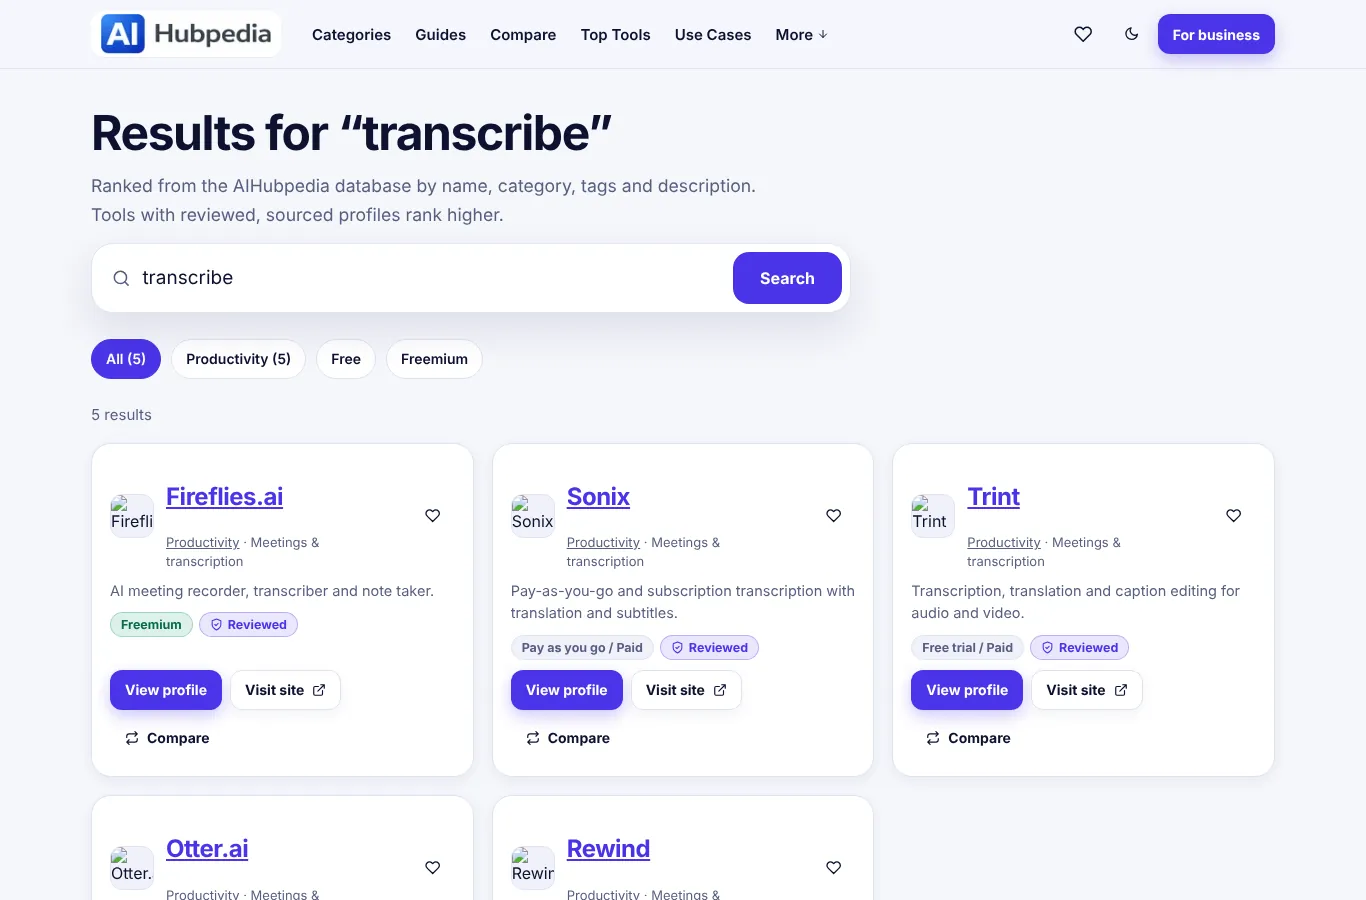 AI Hubpedia
Categories Guides Compare Top Tools Use Cases More ↓ For business
Results for “transcribe”
Ranked from the AIHubpedia database by name, category, tags and description.
Tools with reviewed, sourced profiles rank higher.
transcribe Search
All (5) Productivity (5) Free Freemium
5 results
Fireflies.ai
Firefli
Productivity · Meetings &
transcription
AI meeting recorder, transcriber and note taker.
Freemium Reviewed
View profile Visit site
Compare
Sonix
Sonix
Productivity · Meetings &
transcription
Pay-as-you-go and subscription transcription with
translation and subtitles.
Pay as you go / Paid Reviewed
View profile Visit site
Compare
Trint
Trint
Productivity · Meetings &
transcription
Transcription, translation and caption editing for
audio and video.
Free trial / Paid Reviewed
View profile Visit site
Compare
Otter.ai
Otter.
Productivity · Meetings &
Rewind
Rewin
Productivity · Meetings &